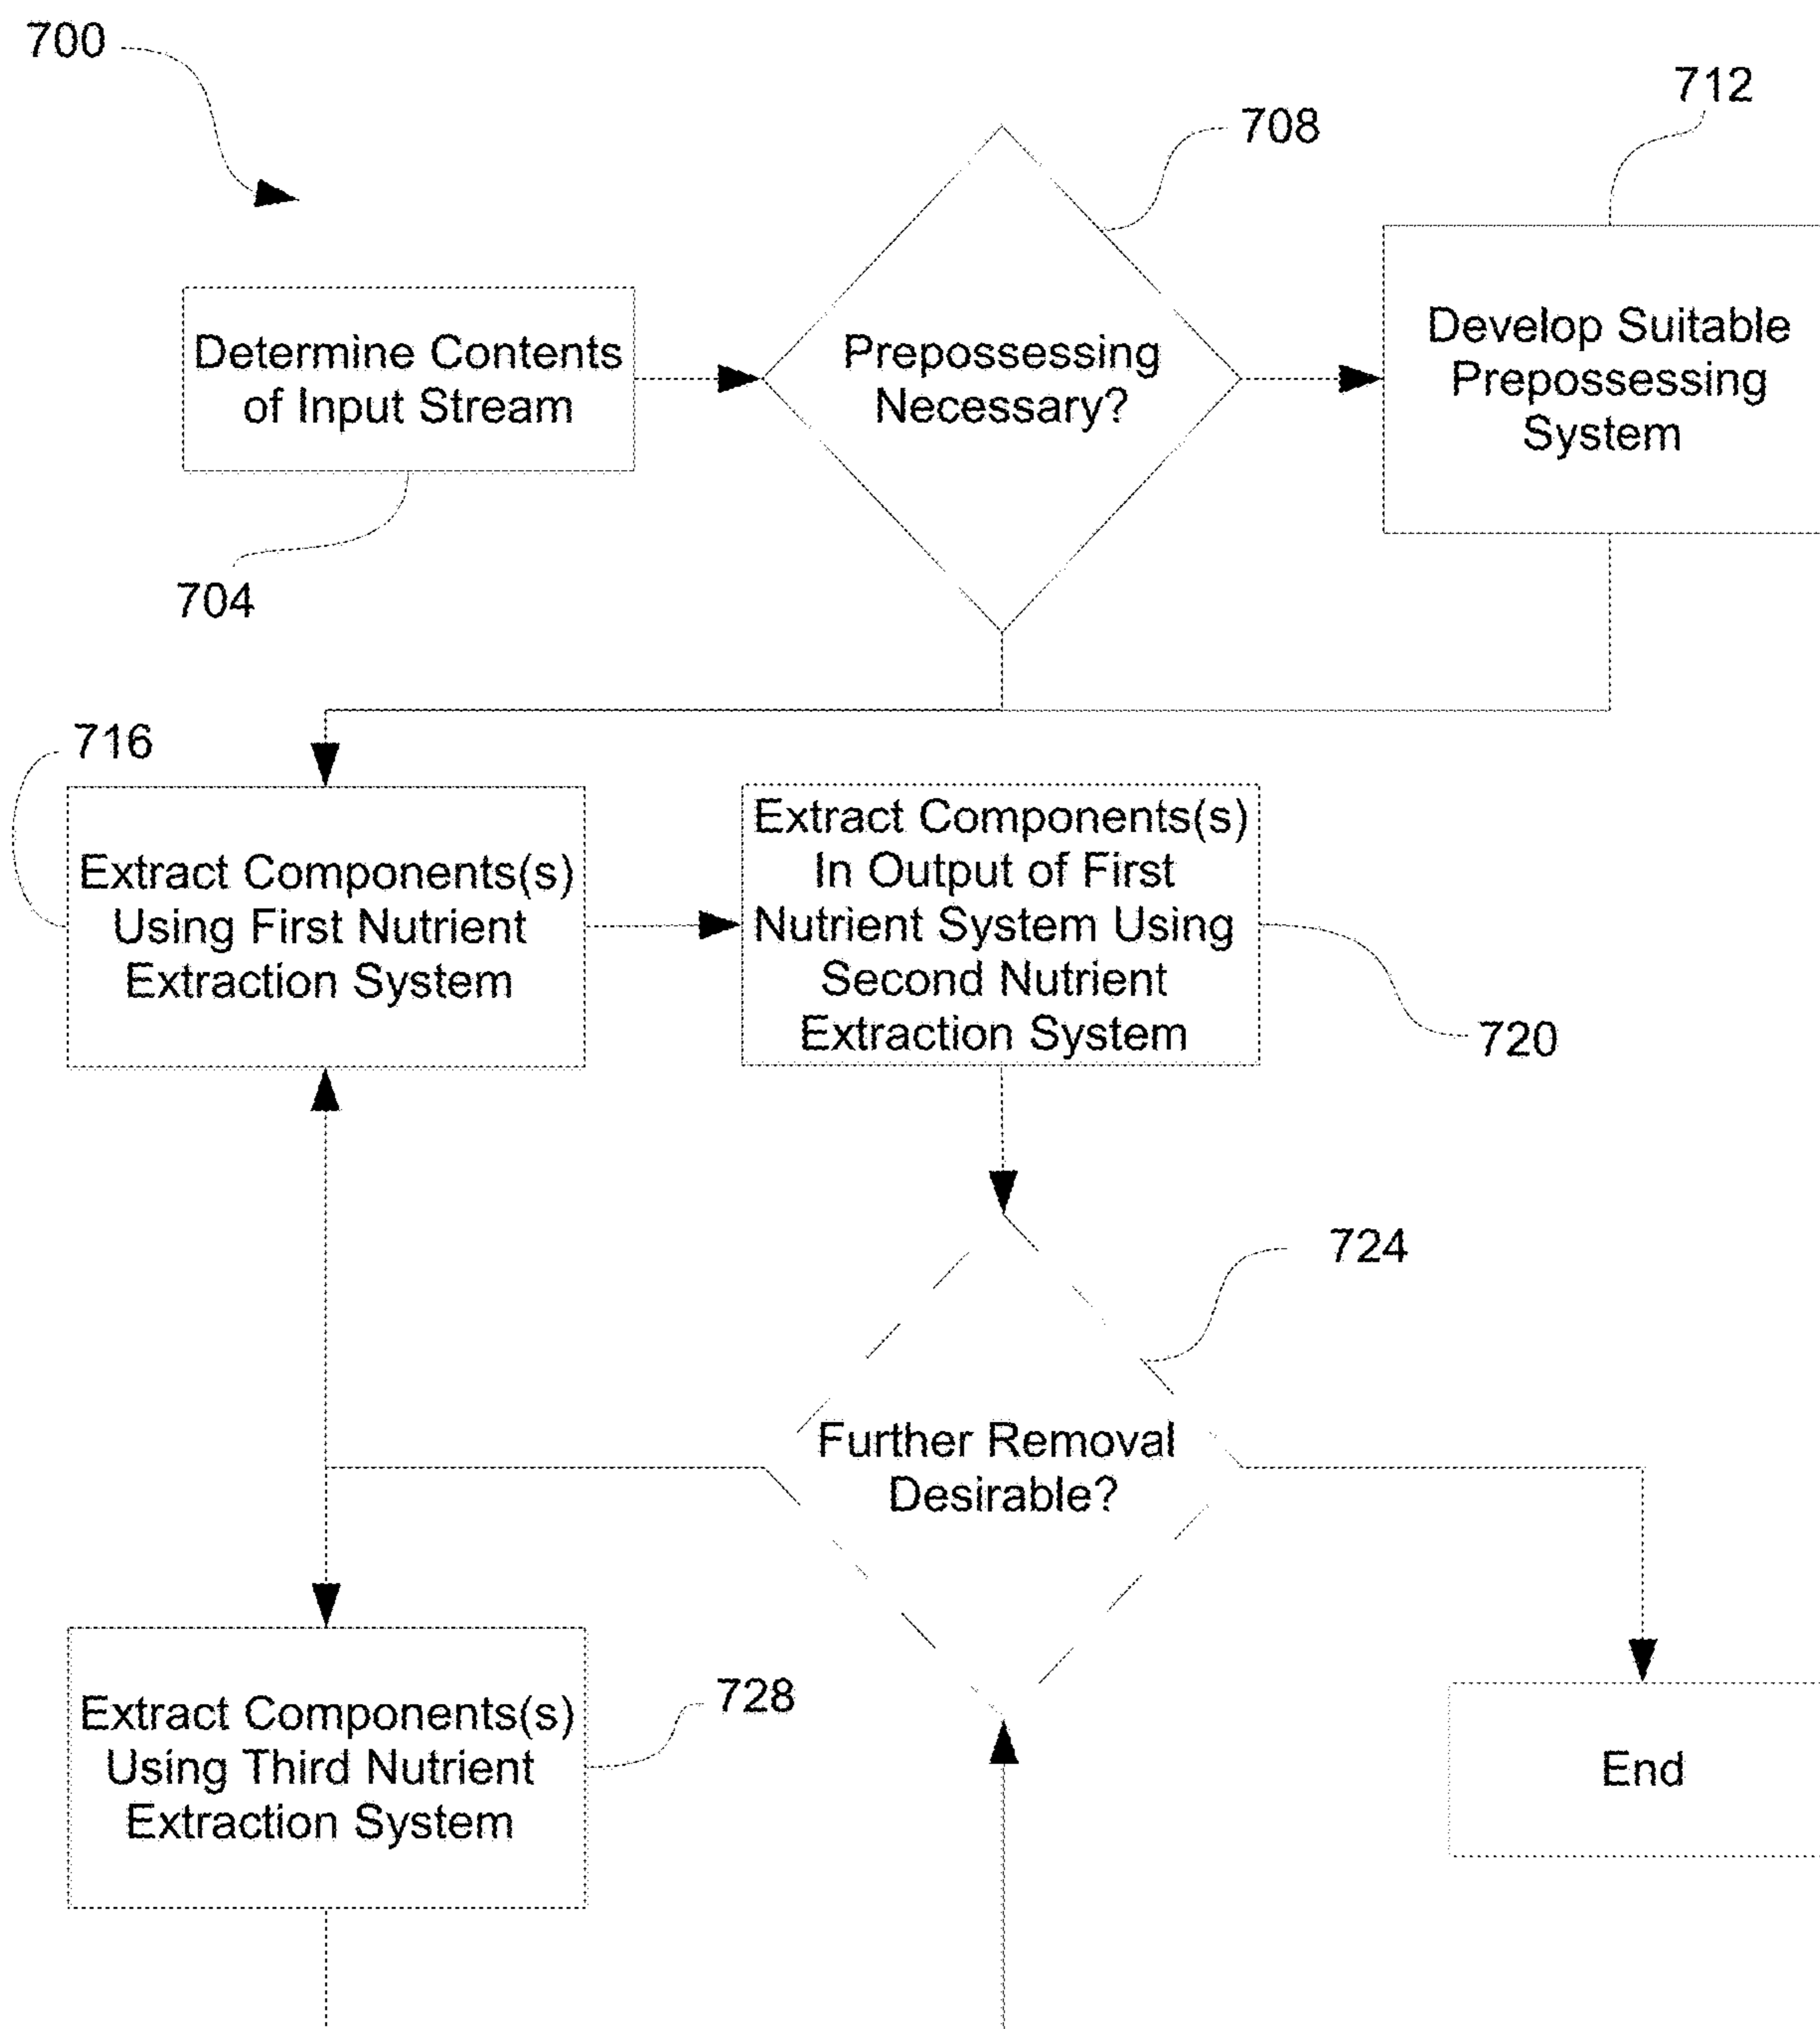 700
712
708
Determine Contents
of Input Stream
Prepossessing
Necessary?
Develop Suitable
Prepossessing
System
704
716
Extract Components(s)
Using First Nutrient
Extraction System
Extract Components(s)
In Output of First
Nutrient System Using
Second Nutrient
Extraction System
720
724
Further Removal
Desirable?
728
Extract Components(s)
Using Third Nutrient
Extraction System
End